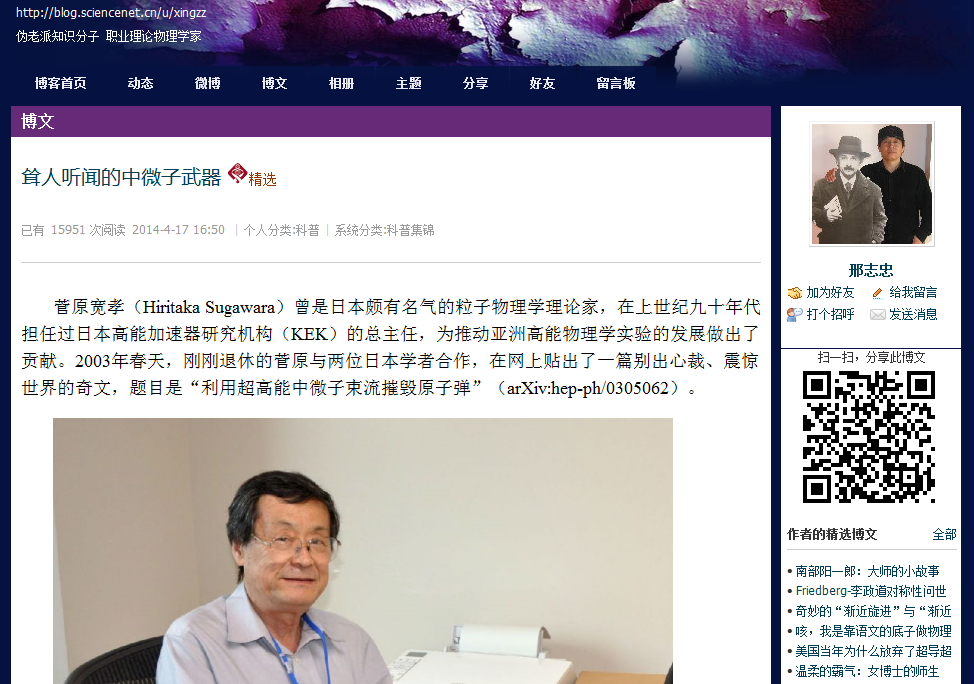 http://blog.sciencenet.cn/u/xingzz
伪老派知识分子 职业理论物理学家
博客首页 动态 微博 博文 相册 主题 分享 好友 留言板
博文
耸人听闻的中微子武器 精选
已有 15951 次阅读 2014-4-17 16:50 |个人分类:科普|系统分类:科普集锦
菅原宽孝（Hiritaka Sugawara）曾是日本颇有名气的粒子物理学理论家，在上世纪九十年代
担任过日本高能加速器研究机构（KEK）的总主任，为推动亚洲高能物理学实验的发展做出了
贡献。2003年春天，刚刚退休的菅原与两位日本学者合作，在网上贴出了一篇别出心裁、震惊
世界的奇文，题目是“利用超高能中微子束流摧毁原子弹”（arXiv:hep-ph/0305062）。
邢志忠
加为好友 给我留言
打个招呼 发送消息
扫一扫，分享此博文
作者的精选博文 全部
• 南部阳一郎：大师的小故事
• Friedberg-李政道对称性问世
• 奇妙的“渐近旋进”与“渐近
• 咳，我是靠语文的底子做物理
• 美国当年为什么放弃了超导超
• 温柔的霸气：女博士的师生